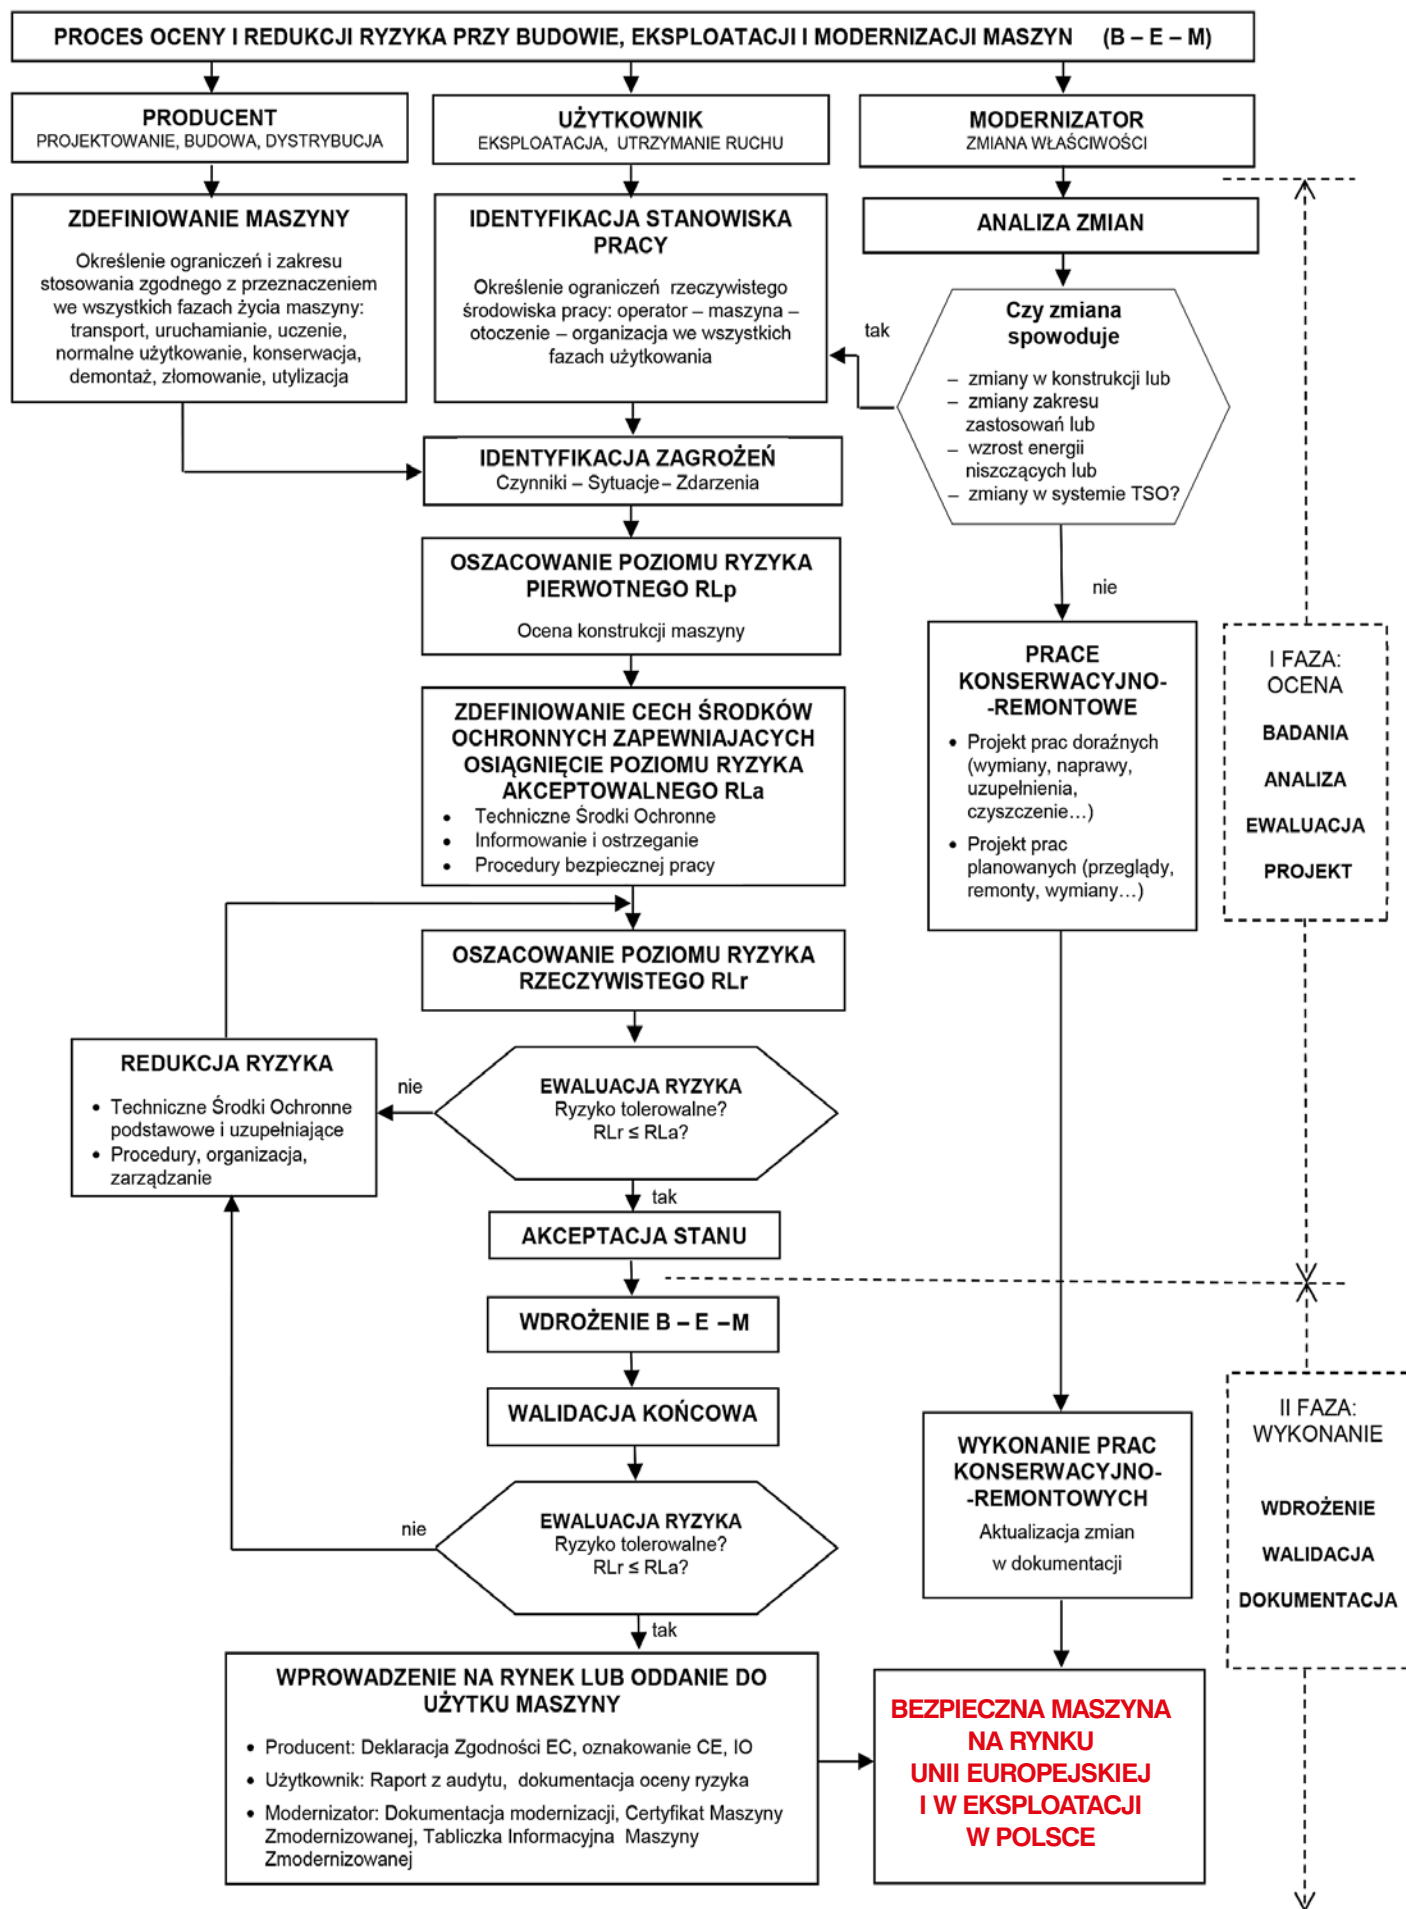 PROCES OCENY I REDUKCJI RYZYKA PRZY BUDOWIE, EKSPLOATACJI I MODERNIZACJI MASZYN (B – E – M)
PRODUCENT
PROJEKTOWANIE, BUDOWA, DYSTRYBUCJA
UŻYTKOWNIK
EKSPLOATACJA, UTRZYMANIE RUCHU
MODERNIZATOR
ZMIANA WŁAŚCIWOŚCI
ZDEFINIOWANIE MASZYNY
Określenie ograniczeń i zakresu
stosowania zgodnego z przeznaczeniem
we wszystkich fazach życia maszyny:
transport, uruchamianie, uczenie,
normalne użytkowanie, konserwacja,
demontaż, złomowanie, utylizacja
IDENTYFIKACJA STANOWISKA
PRACY
Określenie ograniczeń rzeczywistego
środowiska pracy: operator – maszyna –
otoczenie – organizacja we wszystkich
fazach użytkowania
ANALIZA ZMIAN
tak
Czy zmiana
spowoduje
– zmiany w konstrukcji lub
– zmiany zakresu
zastosowań lub
– wzrost energii
niszczących lub
– zmiany w systemie TSO?
IDENTYFIKACJA ZAGROŻEŃ
Czynniki – Sytuacje – Zdarzenia
OSZACOWANIE POZIOMU RYZYKA
PIERWOTNEGO RLp
Ocena konstrukcji maszyny
nie
ZDEFINIOWANIE CECH ŚRODKÓW
OCHRONNYCH ZAPEWNIAJACYCH
OSIĄGNIĘCIE POZIOMU RYZYKA
AKCEPTOWALNEGO RLa
• Techniczne Środki Ochronne
• Informowanie i ostrzeganie
• Procedury bezpiecznej pracy
PRACE
KONSERWACYJNO-
-REMONTOWE
• Projekt prac doraźnych
(wymiany, naprawy,
uzupełnienia,
czyszczenie…)
• Projekt prac
planowanych (przeglądy,
remonty, wymiany…)
I FAZA:
OCENA
BADANIA
ANALIZA
EWALUACJA
PROJEKT
OSZACOWANIE POZIOMU RYZYKA
RZECZYWISTEGO RLr
REDUKCJA RYZYKA
• Techniczne Środki Ochronne
podstawowe i uzupełniające
• Procedury, organizacja,
zarządzanie
nie
EWALUACJA RYZYKA
Ryzyko tolerowalne?
RLr ≤ RLa?
tak
AKCEPTACJA STANU
WDROŻENIE B – E – M
WALIDACJA KOŃCOWA
nie
EWALUACJA RYZYKA
Ryzyko tolerowalne?
RLr ≤ RLa?
tak
WYKONANIE PRAC
KONSERWACYJNO-
-REMONTOWYCH
Aktualizacja zmian
w dokumentacji
II FAZA:
WYKONANIE
WDROŻENIE
WALIDACJA
DOKUMENTACJA
WPROWADZENIE NA RYNEK LUB ODDANIE DO
UŻYTKU MASZYNY
• Producent: Deklaracja Zgodności EC, oznakowanie CE, IO
• Użytkownik: Raport z audytu, dokumentacja oceny ryzyka
• Modernizator: Dokumentacja modernizacji, Certyfikat Maszyny
Zmodernizowanej, Tabliczka Informacyjna Maszyny
Zmodernizowanej
BEZPIECZNA MASZYNA
NA RYNKU
UNII EUROPEJSKIEJ
I W EKSPLOATACJI
W POLSCE